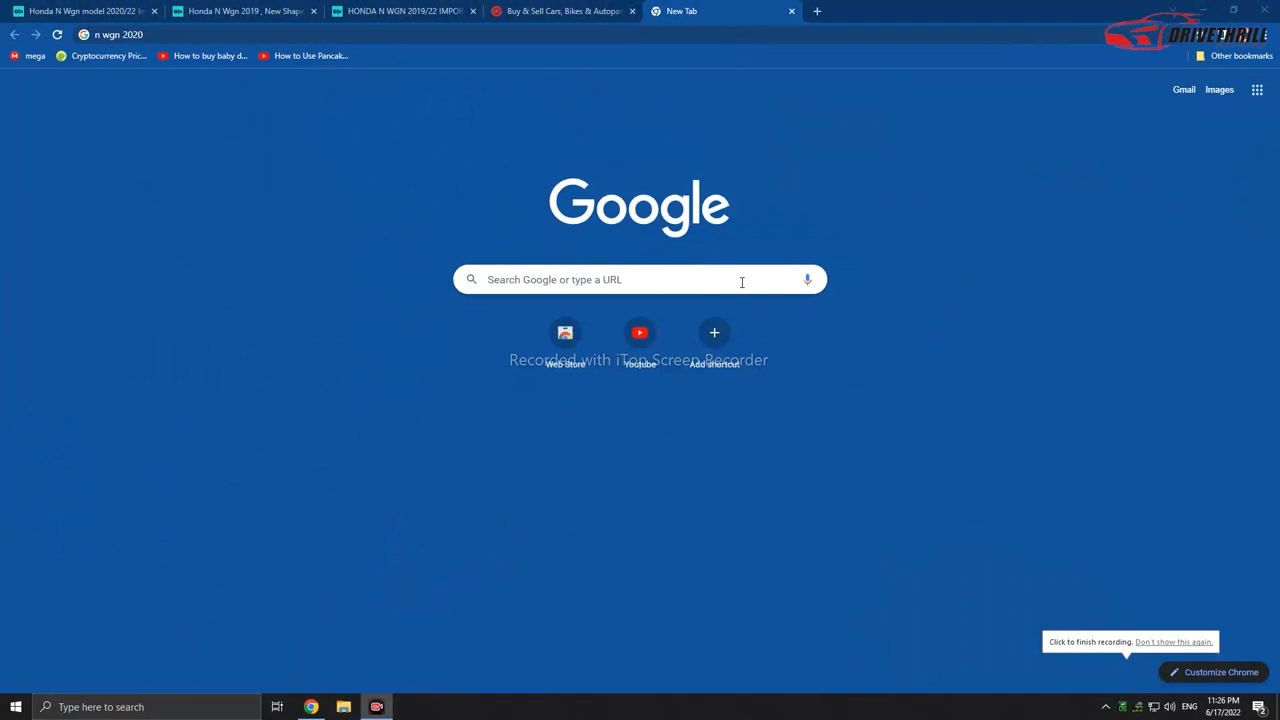 Honda N Wgn model 2020/22 Im
Honda N Wgn 2019 , New Shape
HONDA N WGN 2019/22 IMPOR
Buy & Sell Cars, Bikes & Autopar
New Tab
n wgn 2020
DRIVETHRILL
mega
Cryptocurrency Pric...
How to buy baby d...
How to Use Pancak...
Other bookmarks
Gmail
Images
Google
Search Google or type a URL
Recorded with iTop Screen Recorder
Web Store
Youtube
Add shortcut
Click to finish recording. Don't show this again.
Customize Chrome
Type here to search
ENG
11:26 PM
6/17/2022
2